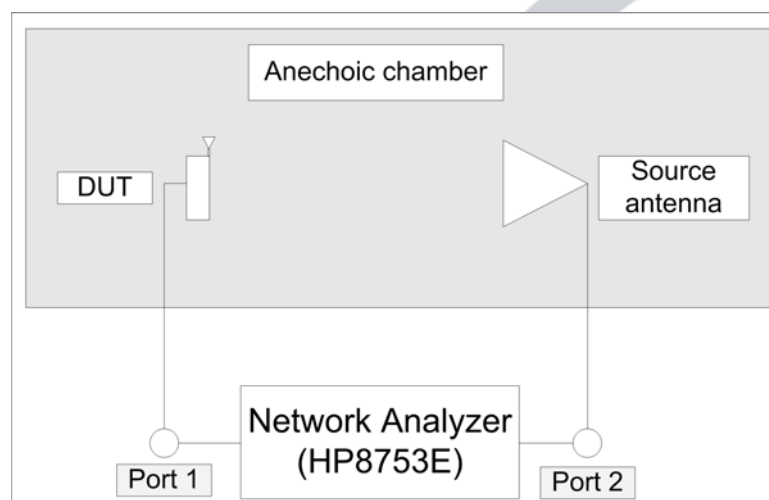 Anechoic chamber
DUT
Source
antenna
Network Analyzer
(HP8753E)
Port 1
Port 2